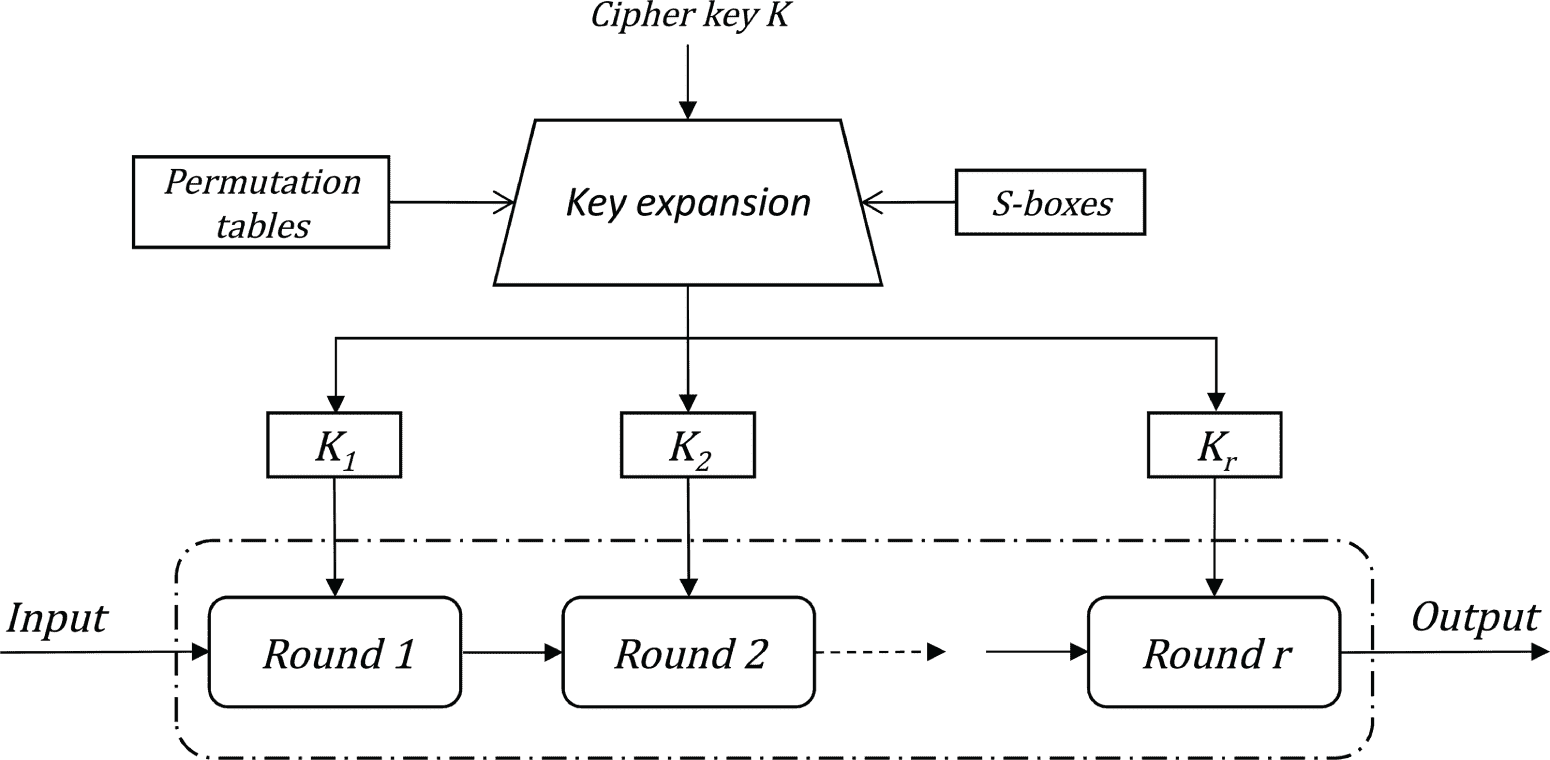 Cipher key K
Permutation
tables
Key expansion
S-boxes
K1
K2
Kr
Input
Round 1
Round 2
Round r
Output